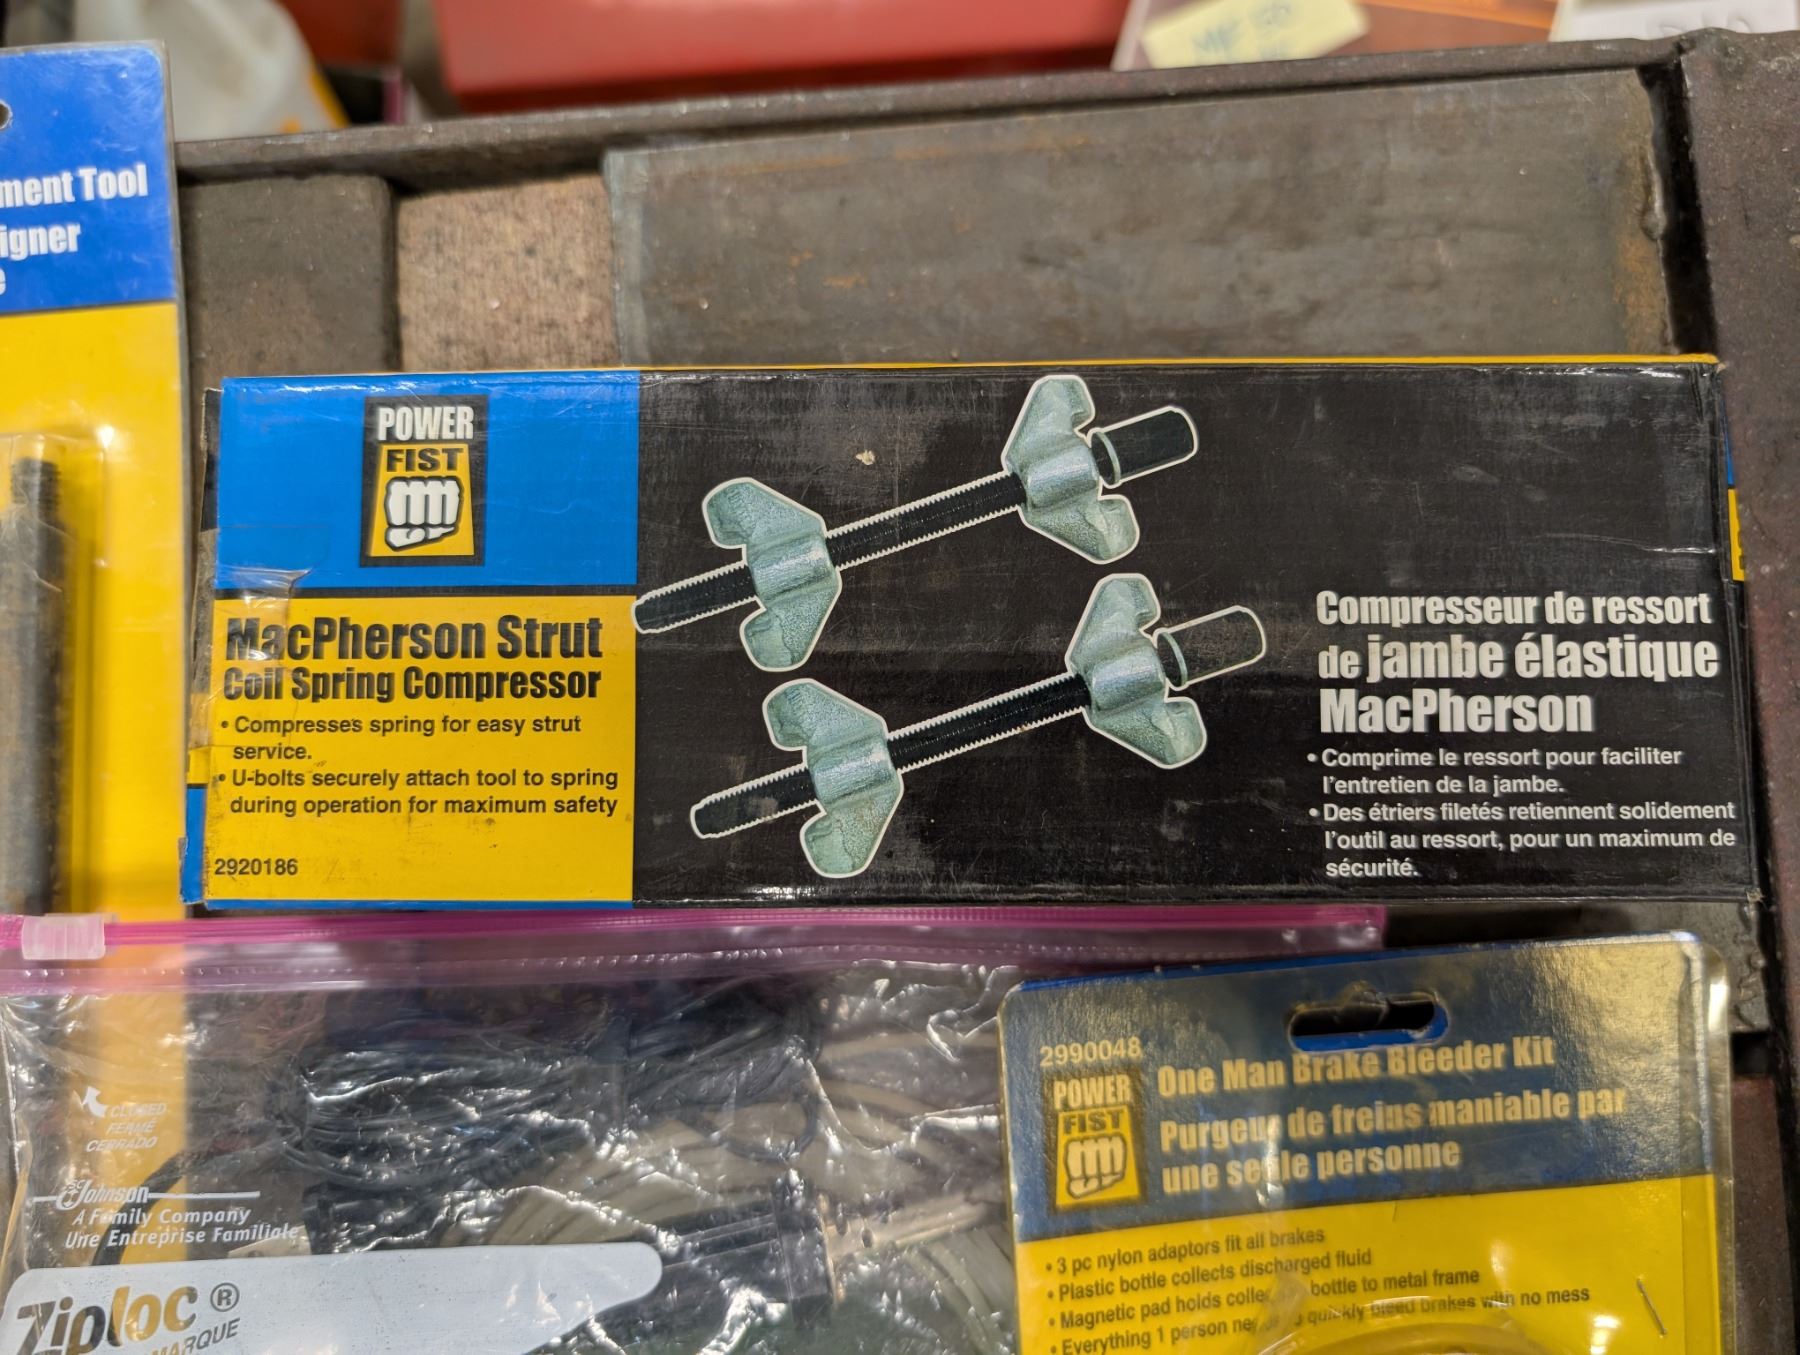 ment Tool
igner
POWER
FIST
MacPherson Strut
Coil Spring Compressor
• Compresses spring for easy strut
service.
• U-bolts securely attach tool to spring
during operation for maximum safety
2920186
Compresseur de ressort
de jambe élastique
MacPherson
• Comprime le ressort pour faciliter
l'entretien de la jambe.
• Des étriers filetés retiennent solidement
l'outil au ressort, pour un maximum de
sécurité.
CLOSED
FERMÉ
CERRADO
SC Johnson
A Family Company
Une Entreprise Familiale
Ziploc®
MARQUE
2990048
POWER
FIST
One Man Brake Bleeder Kit
Purgeur de freins maniable par
une seule personne
• 3 pc nylon adaptors fit all brakes
• Plastic bottle collects discharged fluid
• Magnetic pad holds bottle to metal frame
• Everything 1 person quickly bleed brakes with no mess